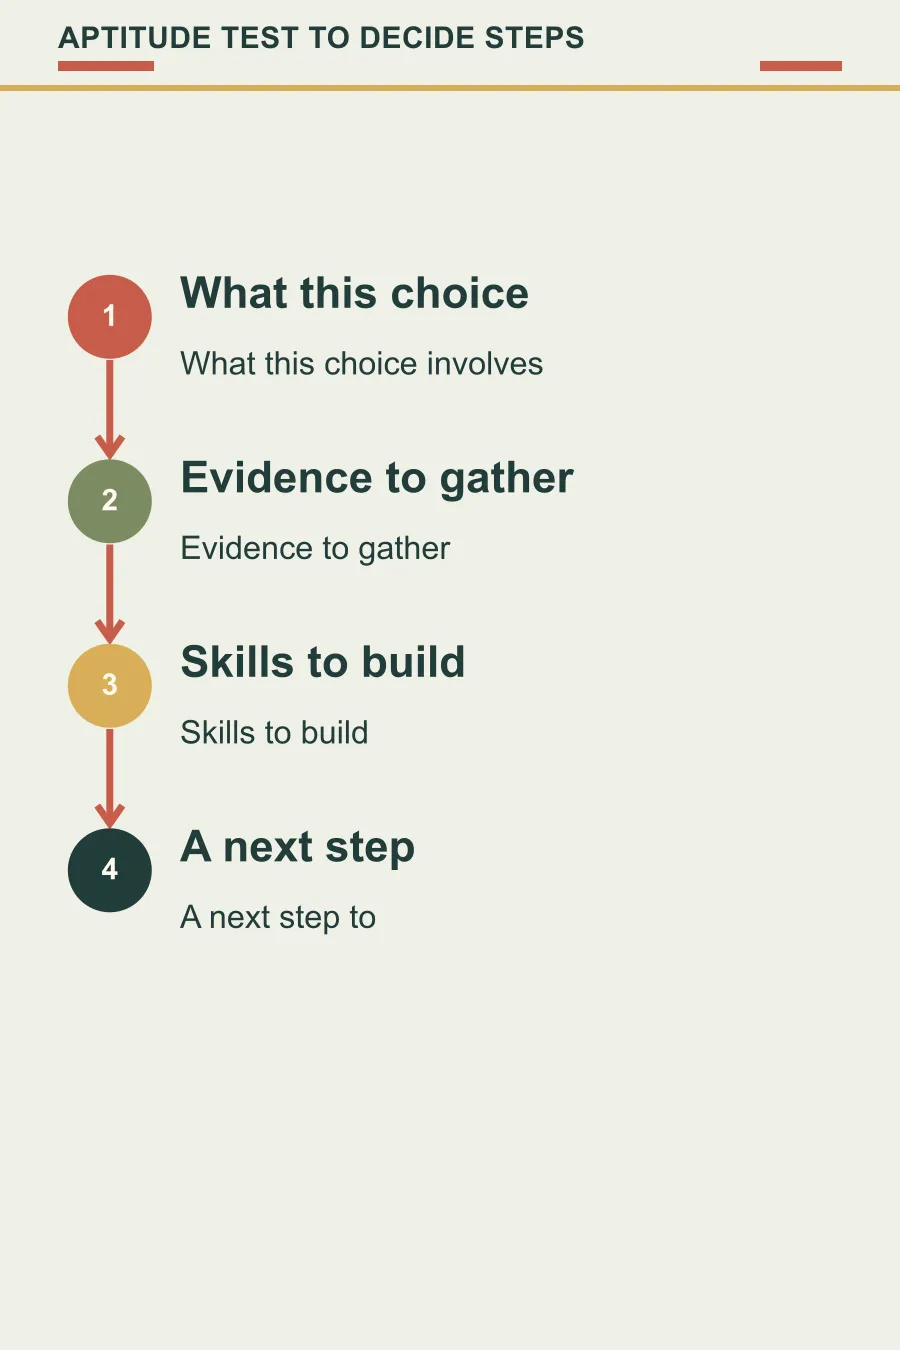 APTITUDE TEST TO DECIDE STEPS
1
What this choice
What this choice involves
2
Evidence to gather
Evidence to gather
3
Skills to build
Skills to build
4
A next step
A next step to